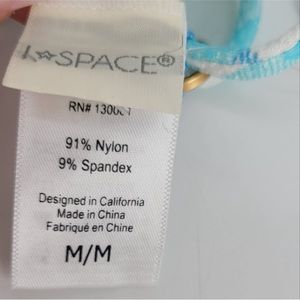 L☆SPACE®
RN#
91% Nylon
9% Spandex
Designed in California
Made in China
Fabriqué en Chine
M/M